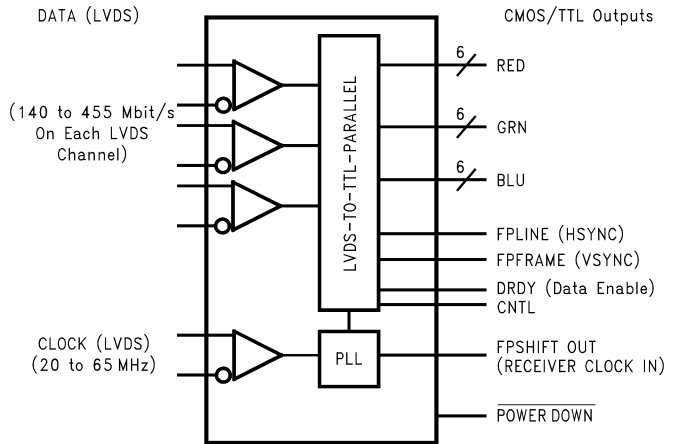 DATA (LVDS)
CMOS/TTL Outputs
(140 to 455 Mbit/s
On Each LVDS
Channel)
LVDS-TO-TTL-PARALLEL
6
RED
6
GRN
6
BLU
FPLINE (HSYNC)
FPFRAME (VSYNC)
DRDY (Data Enable)
CNTL
CLOCK (LVDS)
(20 to 65 MHz)
PLL
FPSHIFT OUT
(RECEIVER CLOCK IN)
POWER DOWN